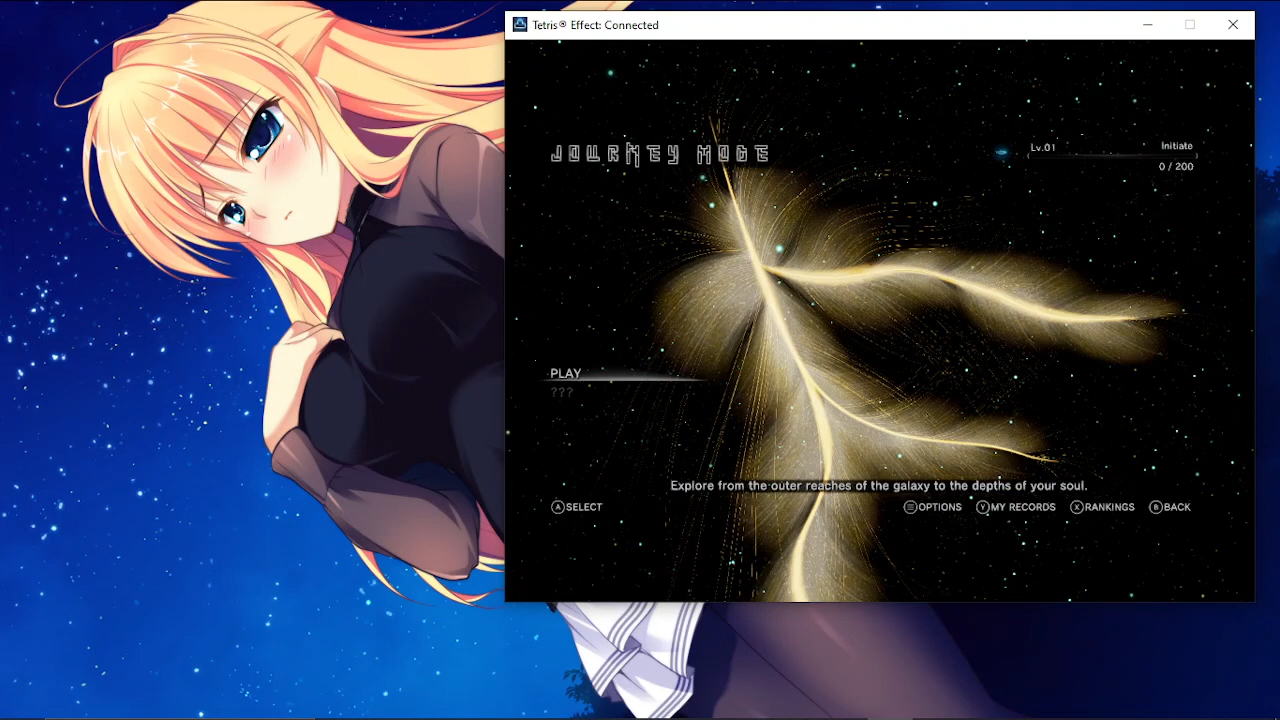 Tetris® Effect: Connected
JOURNEY MODE
Lv.01
Initiate
0 / 200
PLAY
???
Explore from the outer reaches of the galaxy to the depths of your soul.
A SELECT
OPTIONS Y MY RECORDS X RANKINGS B BACK